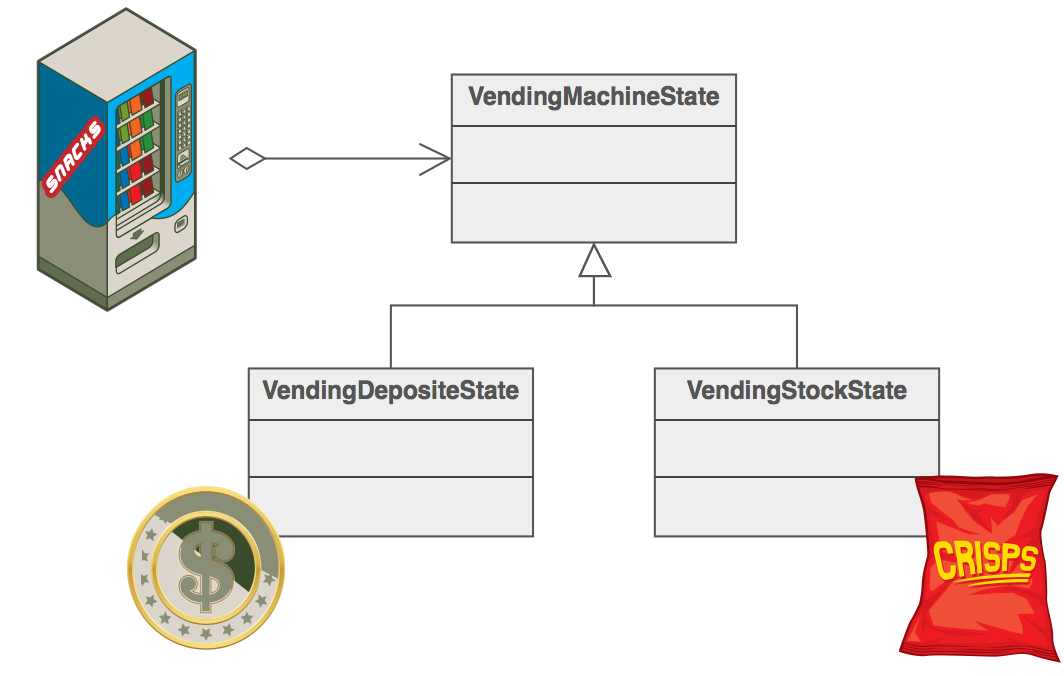 SNACKS
VendingMachineState
VendingDepositeState
VendingStockState
$
CRISPS